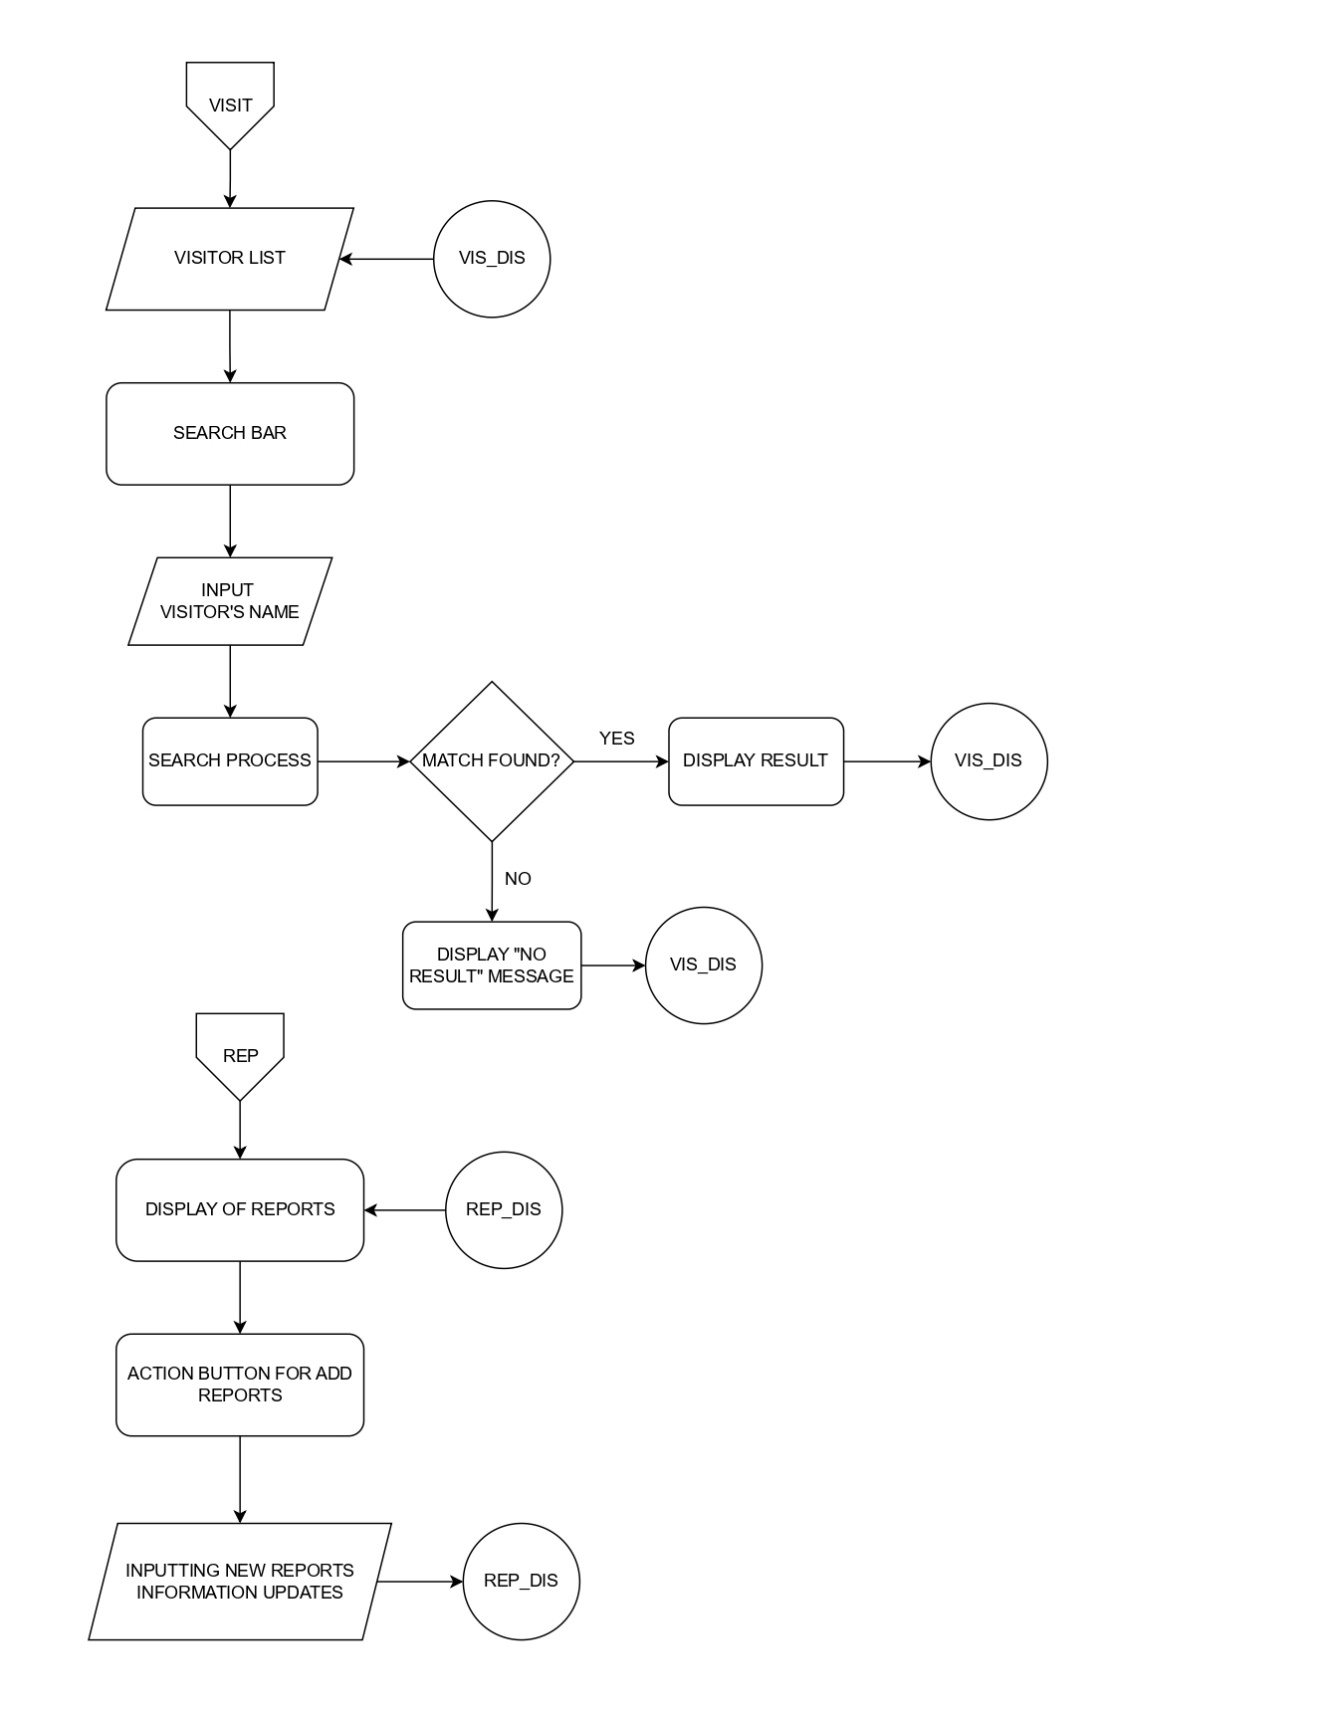 VISIT
VISITOR LIST
VIS_DIS
SEARCH BAR
INPUT
VISITOR'S NAME
SEARCH PROCESS
MATCH FOUND?
YES
DISPLAY RESULT
VIS_DIS
NO
DISPLAY "NO
RESULT" MESSAGE
VIS_DIS
REP
DISPLAY OF REPORTS
REP_DIS
ACTION BUTTON FOR ADD
REPORTS
INPUTTING NEW REPORTS
INFORMATION UPDATES
REP_DIS